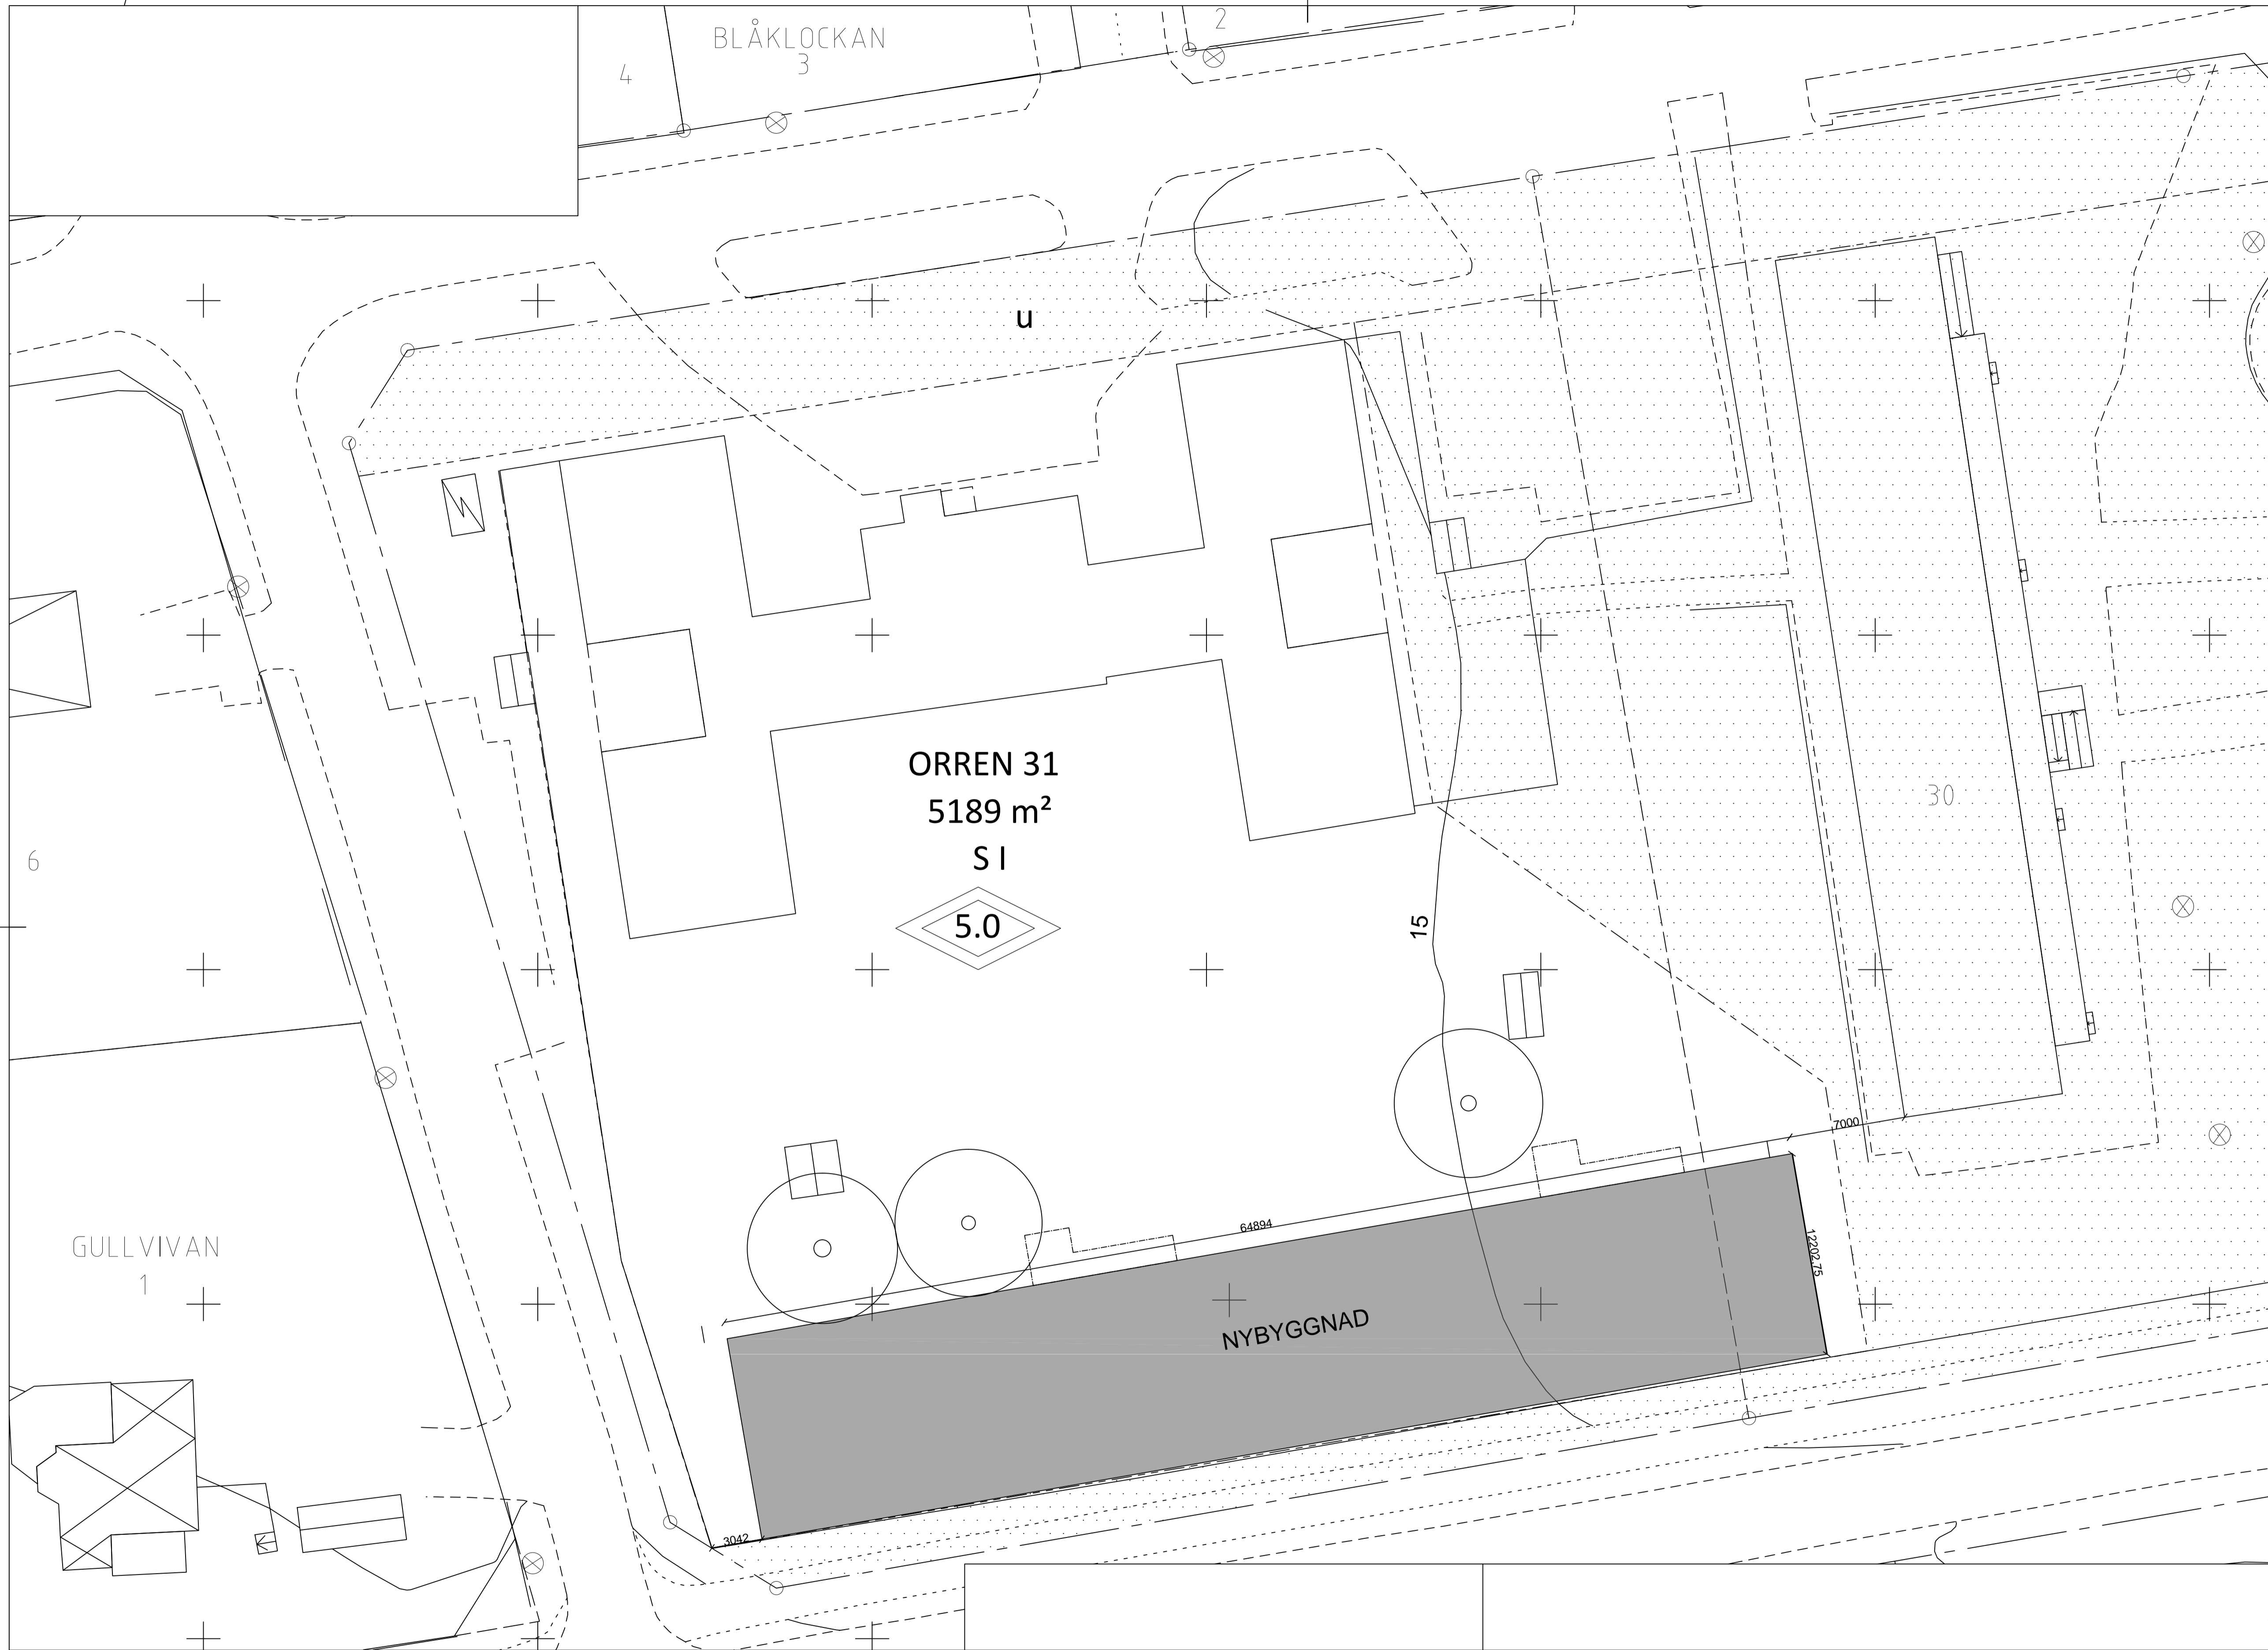 BLÅKLOCKAN
3
4
2
u
ORREN 31
5189 m²
S I
5.0
30
6
15
7000
64894
12202.75
NYBYGGNAD
GULLVIVAN
1
3042